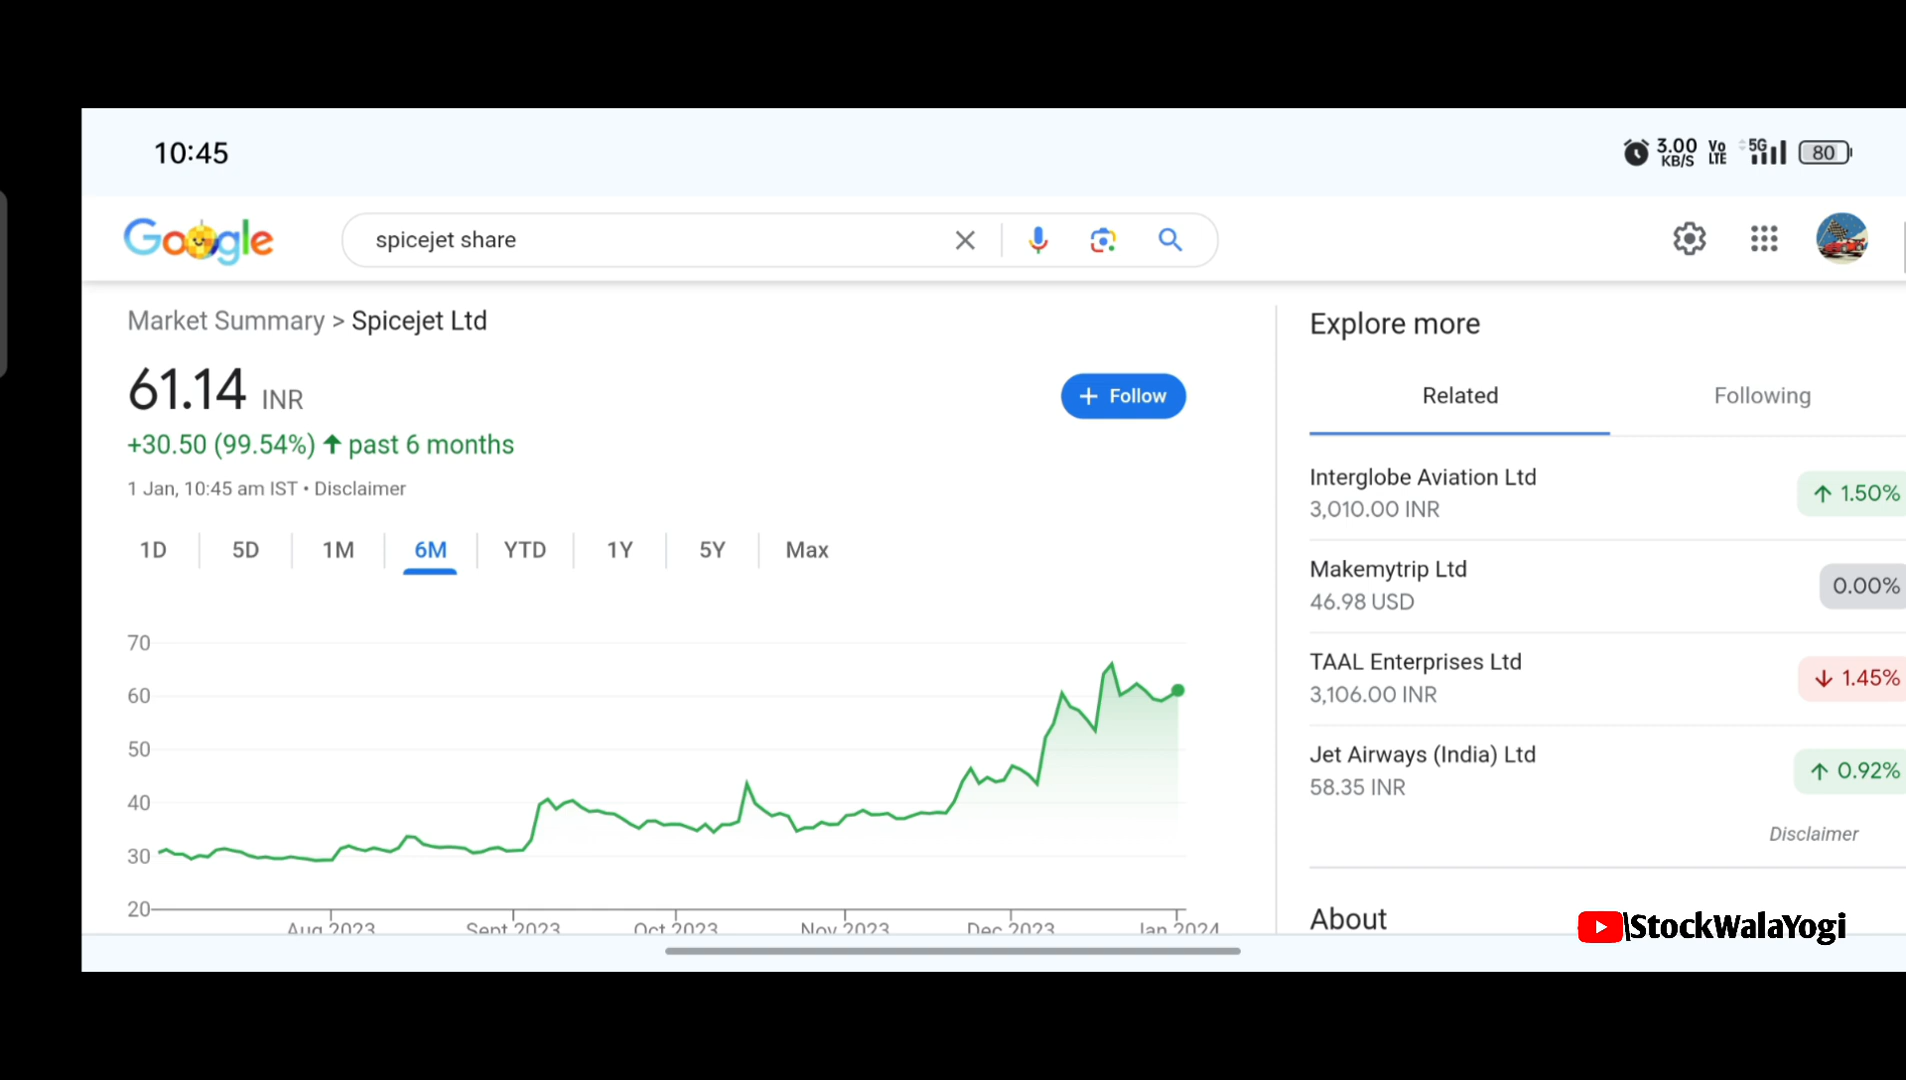 10:45
3.00 KB/S
Vo LTE
5G
80
Google
spicejet share
Market Summary > Spicejet Ltd
61.14 INR
+ Follow
+30.50 (99.54%) ↑ past 6 months
1 Jan, 10:45 am IST • Disclaimer
1D 5D 1M 6M YTD 1Y 5Y Max
70
60
50
40
30
20
Aug 2023 Sept 2023 Oct 2023 Nov 2023 Dec 2023 Jan 2024
Explore more
Related Following
Interglobe Aviation Ltd
3,010.00 INR
↑ 1.50%
Makemytrip Ltd
46.98 USD
0.00%
TAAL Enterprises Ltd
3,106.00 INR
↓ 1.45%
Jet Airways (India) Ltd
58.35 INR
↑ 0.92%
Disclaimer
About
\StockWalaYogi